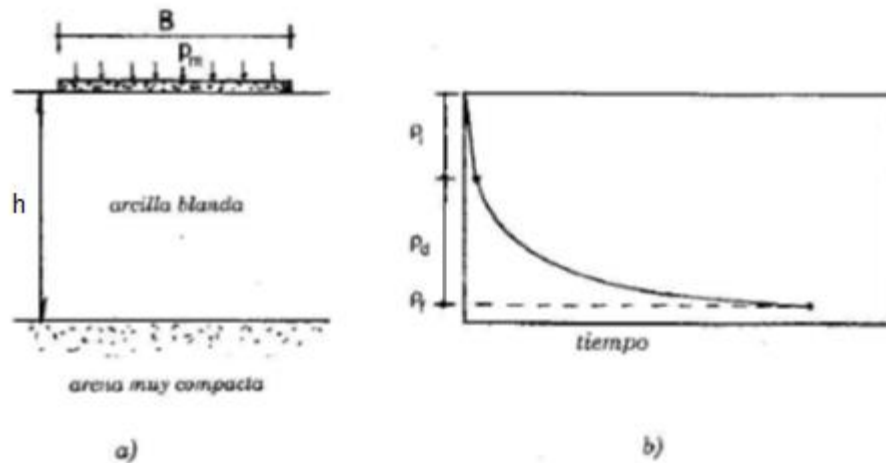 B
Pm
h
arcilla blanda
arena muy compacta
a)
ρi
ρd
ρf
tiempo
b)